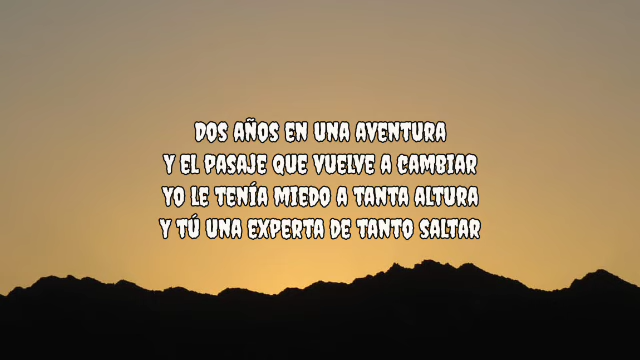 DOS AÑOS EN UNA AVENTURA
Y EL PASAJE QUE VUELVE A CAMBIAR
YO LE TENÍA MIEDO A TANTA ALTURA
Y TÚ UNA EXPERTA DE TANTO SALTAR